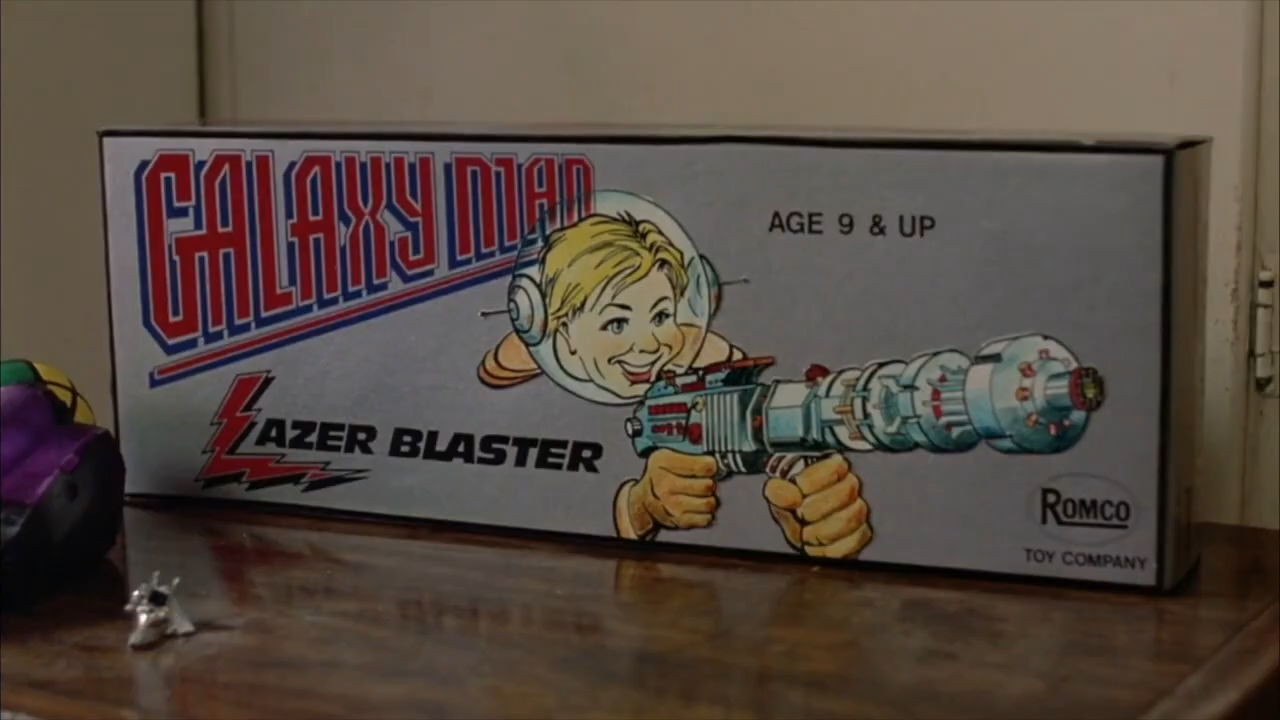 GALAXY MAN
AGE 9 & UP
LAZER BLASTER
ROMCO
TOY COMPANY